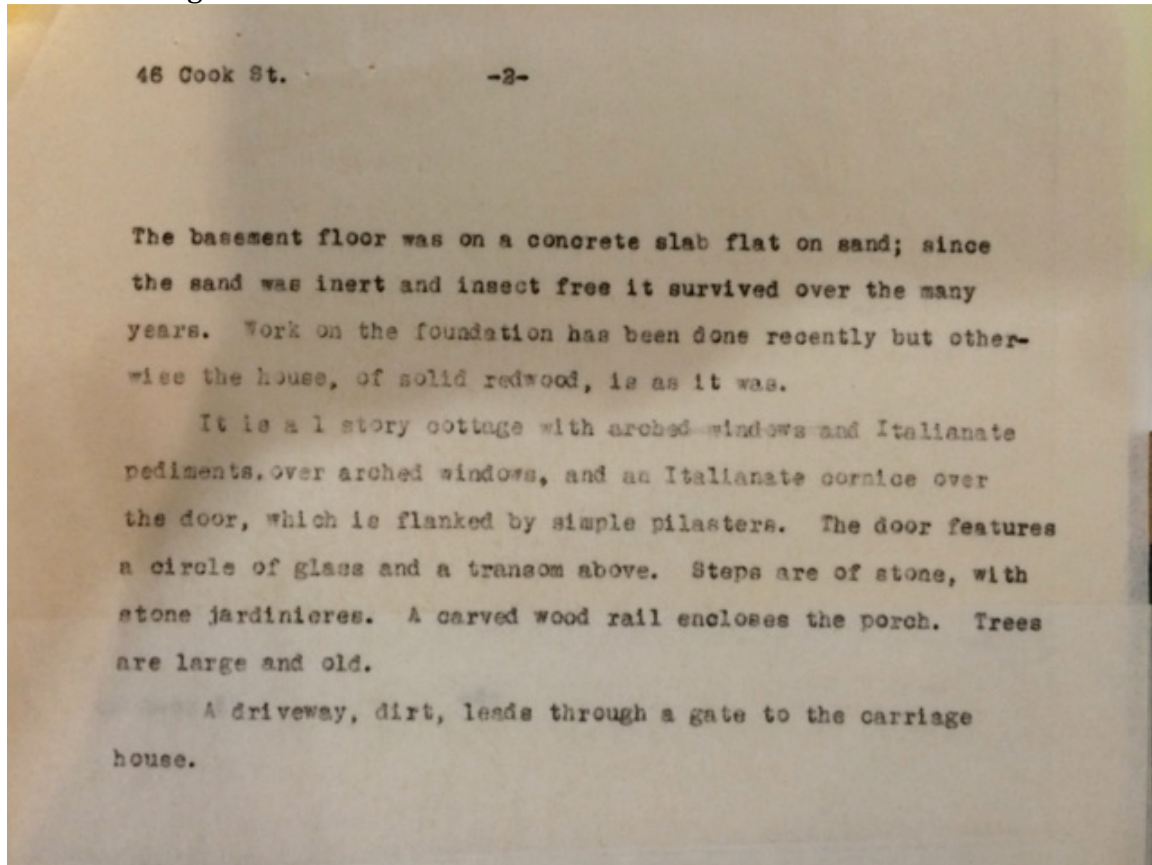 46 Cook St. -2-
The basement floor was on a concrete slab flat on sand; since
the sand was inert and insect free it survived over the many
years. Work on the foundation has been done recently but other-
wise the house, of solid redwood, is as it was.
It is a 1 story cottage with arched windows and Italianate
pediments.over arched windows, and an Italianate cornice over
the door, which is flanked by simple pilasters. The door features
a circle of glass and a transom above. Steps are of stone, with
stone jardinieres. A carved wood rail encloses the porch. Trees
are large and old.
A driveway, dirt, leads through a gate to the carriage
house.